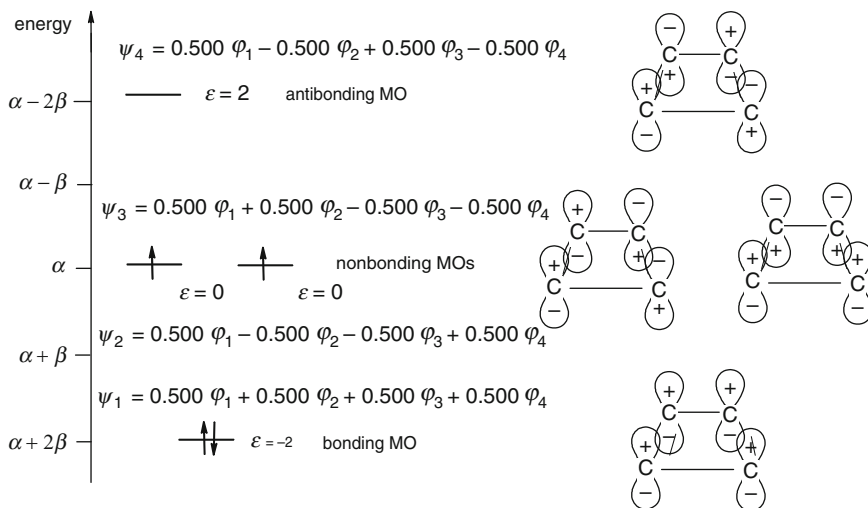 energy
ψ4 = 0.500 φ1 − 0.500 φ2 + 0.500 φ3 − 0.500 φ4
α − 2β
ε = 2 antibonding MO
α − β
ψ3 = 0.500 φ1 + 0.500 φ2 − 0.500 φ3 − 0.500 φ4
α
nonbonding MOs
ε = 0 ε = 0
ψ2 = 0.500 φ1 − 0.500 φ2 − 0.500 φ3 + 0.500 φ4
α + β
ψ1 = 0.500 φ1 + 0.500 φ2 + 0.500 φ3 + 0.500 φ4
α + 2β
ε = −2 bonding MO
− +
C C
+ − −
+
C C
− +
+ −
C C
+ − + −
C C
− +
− −
C C
+ + + +
C C
− −
+ +
C C
+ − − +
C C
− −